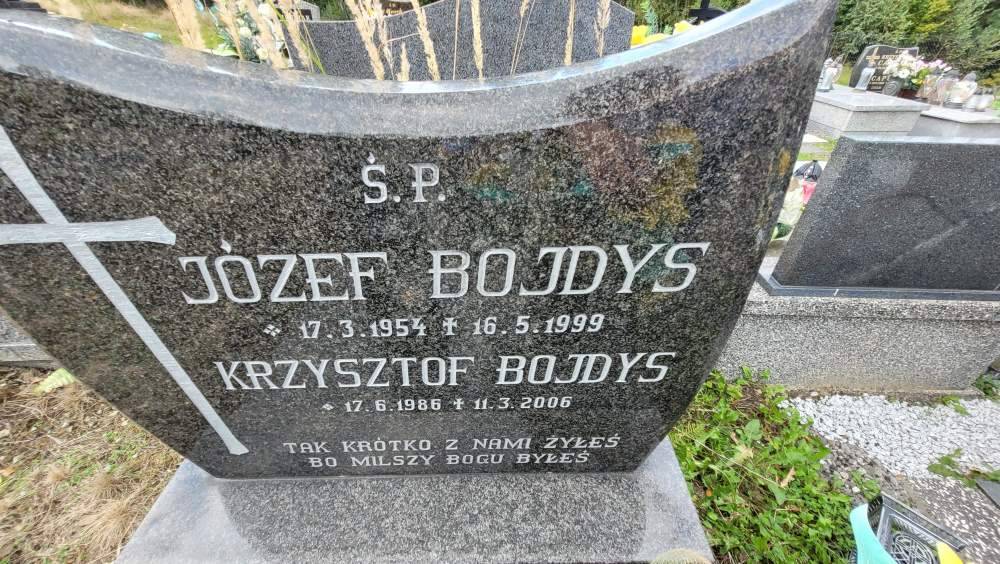 Ś.P.
JÓZEF BOJDYS
17.3.1954 ✝ 16.5.1999
KRZYSZTOF BOJDYS
17.6.1986 ✝ 11.3.2006
TAK KRÓTKO Z NAMI ŻYŁEŚ
BO MILSZY BOGU BYŁEŚ